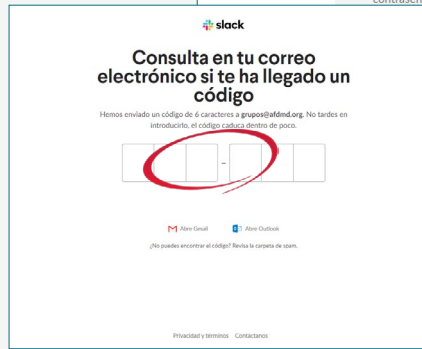 slack
Consulta en tu correo
electrónico si te ha llegado un
código
Hemos enviado un código de 6 caracteres a grupos@afdmd.org. No tardes en
introducirlo, el código caduca dentro de poco.
–
Abre Gmail Abre Outlook
¿No puedes encontrar el código? Revisa la carpeta de spam.
Privacidad y términos Contáctanos